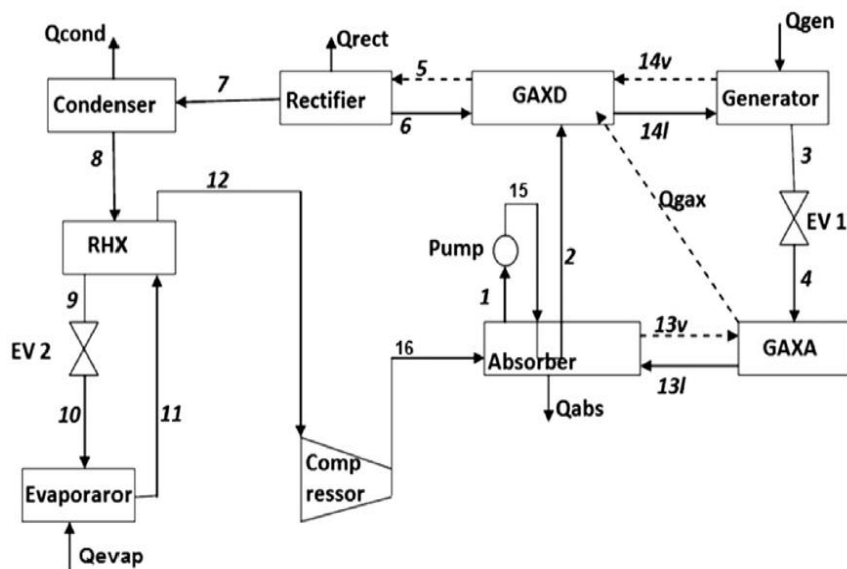 Qcond
Qrect
Qgen
Condenser
7
Rectifier
5
6
GAXD
14v
14l
Generator
8
3
12
RHX
15
Qgax
EV 1
Pump
2
9
1
4
EV 2
13v
16
Absorber
GAXA
13l
10
11
Qabs
Comp
ressor
Evaporaror
Qevap